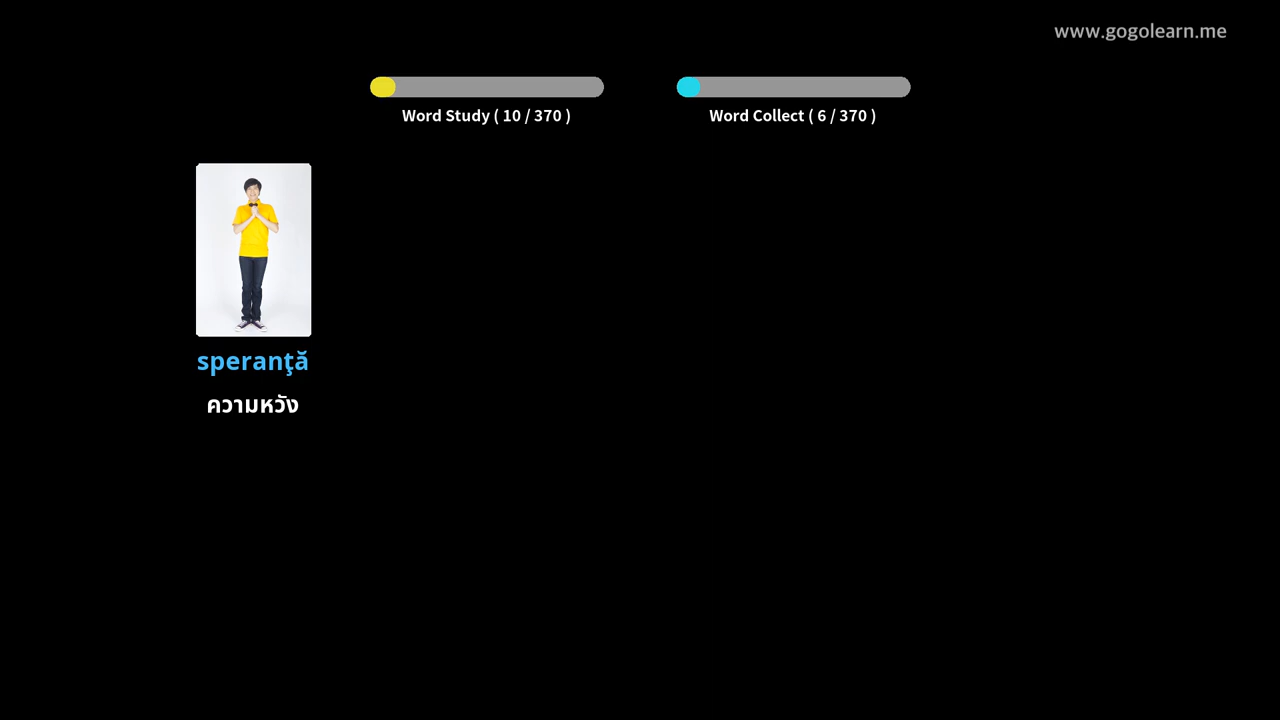 www.gogolearn.me
Word Study ( 10 / 370 )
Word Collect ( 6 / 370 )
speranţă
ความหวัง